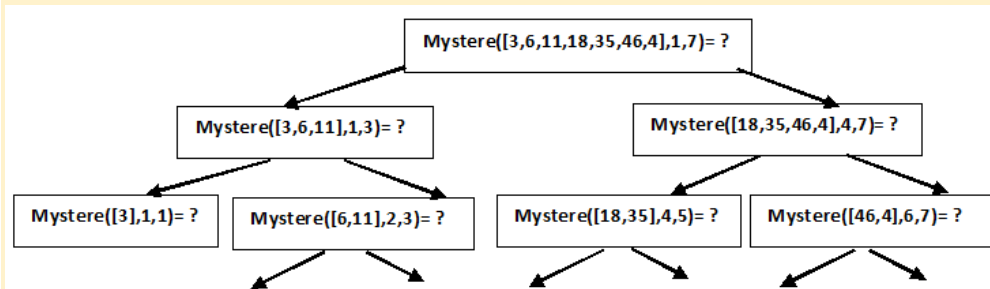 Mystere([3,6,11,18,35,46,4],1,7)= ?
Mystere([3,6,11],1,3)= ?
Mystere([18,35,46,4],4,7)= ?
Mystere([3],1,1)= ?
Mystere([6,11],2,3)= ?
Mystere([18,35],4,5)= ?
Mystere([46,4],6,7)= ?